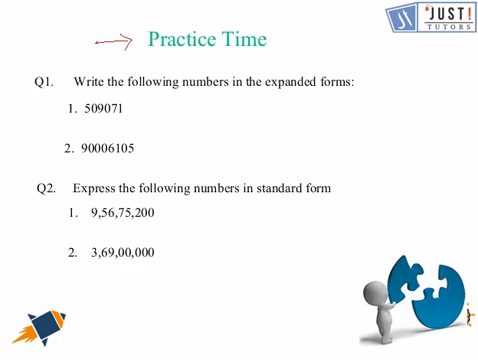 'JUST!
TUTORS
Practice Time
Q1. Write the following numbers in the expanded forms:
1. 509071
2. 90006105
Q2. Express the following numbers in standard form
1. 9,56,75,200
2. 3,69,00,000